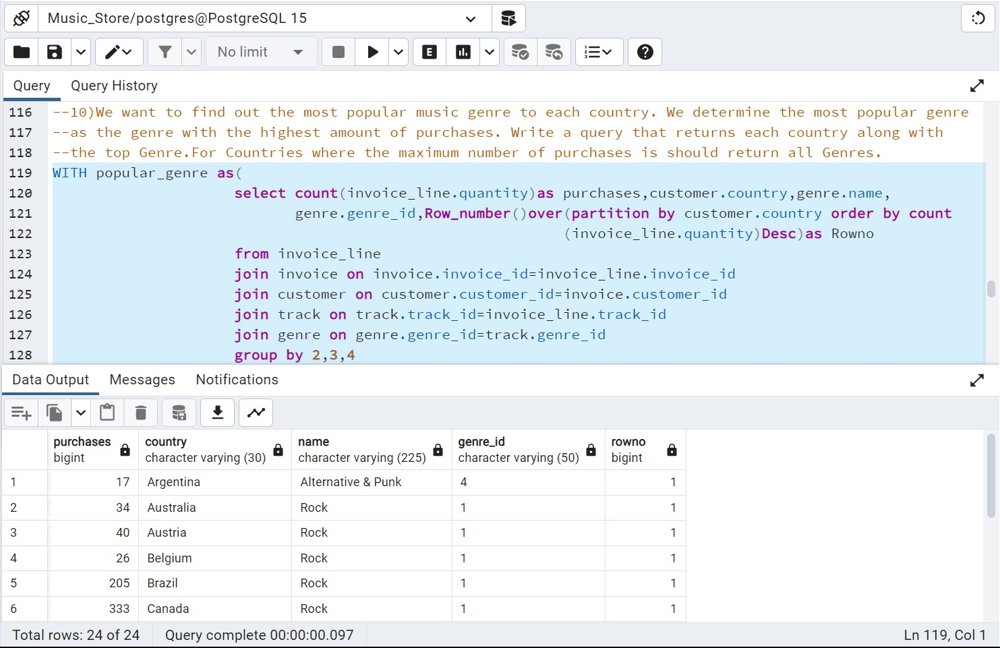 Music_Store/postgres@PostgreSQL 15
No limit
E
?
Query Query History
116 --10)We want to find out the most popular music genre to each country. We determine the most popular genre
117 --as the genre with the highest amount of purchases. Write a query that returns each country along with
118 --the top Genre.For Countries where the maximum number of purchases is should return all Genres.
119 WITH popular_genre as(
120 select count(invoice_line.quantity)as purchases,customer.country,genre.name,
121 genre.genre_id,Row_number()over(partition by customer.country order by count
122 (invoice_line.quantity)Desc)as Rowno
123 from invoice_line
124 join invoice on invoice.invoice_id=invoice_line.invoice_id
125 join customer on customer.customer_id=invoice.customer_id
126 join track on track.track_id=invoice_line.track_id
127 join genre on genre.genre_id=track.genre_id
128 group by 2,3,4
Data Output Messages Notifications
purchases country name genre_id rowno
bigint character varying (30) character varying (225) character varying (50) bigint
1 17 Argentina Alternative & Punk 4 1
2 34 Australia Rock 1 1
3 40 Austria Rock 1 1
4 26 Belgium Rock 1 1
5 205 Brazil Rock 1 1
6 333 Canada Rock 1 1
Total rows: 24 of 24 Query complete 00:00:00.097 Ln 119, Col 1